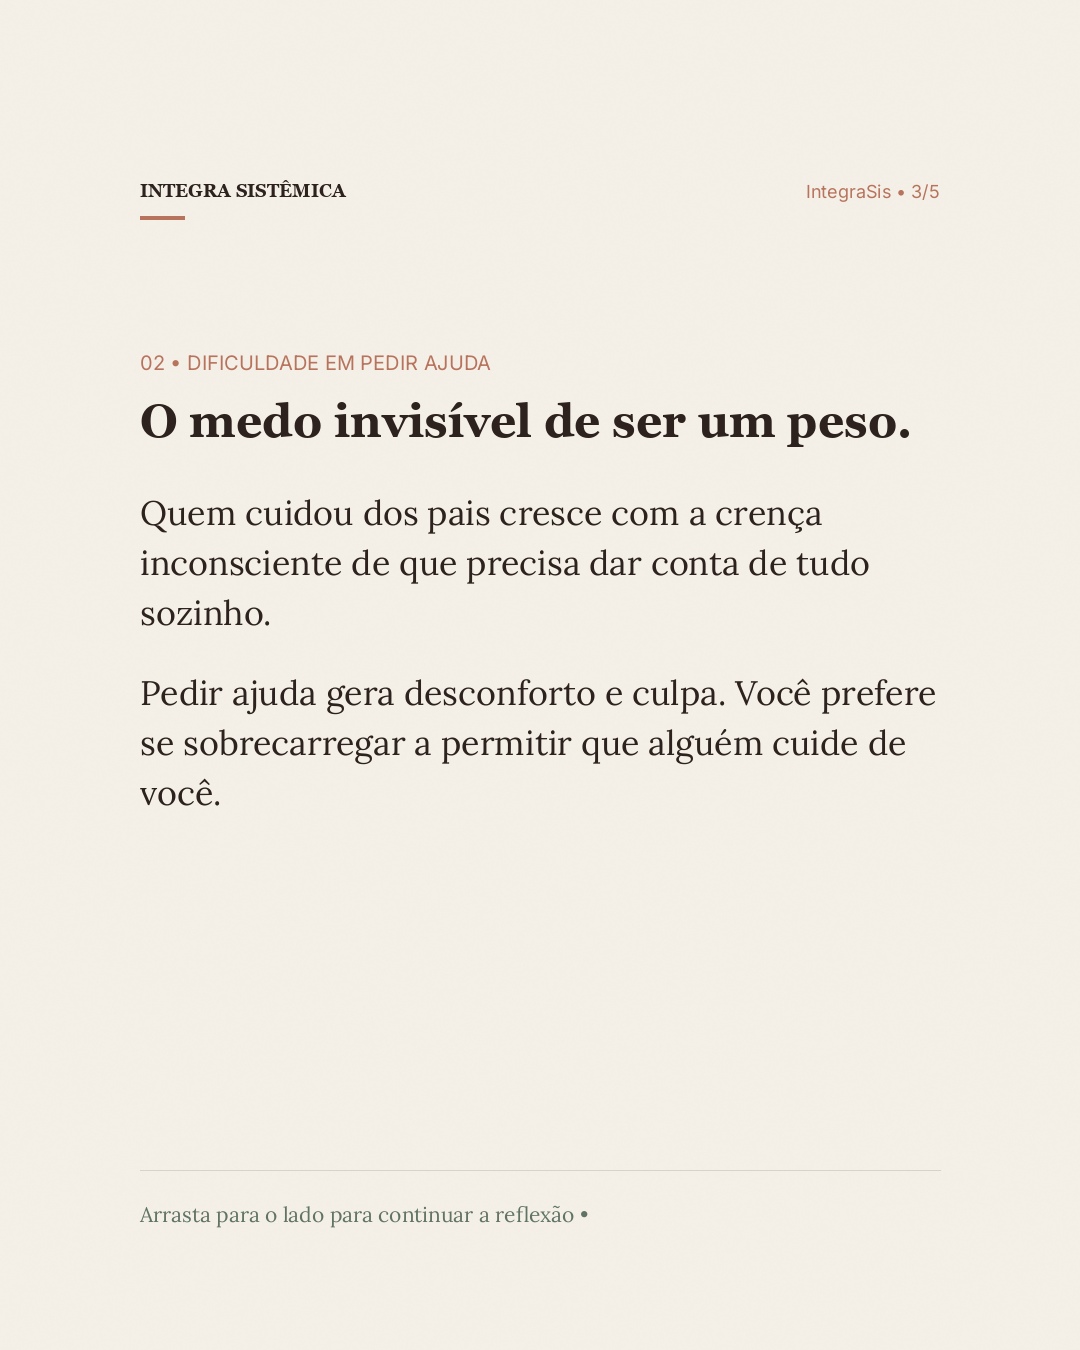 INTEGRA SISTÊMICA
IntegraSis • 3/5
02 • DIFICULDADE EM PEDIR AJUDA
O medo invisível de ser um peso.
Quem cuidou dos pais cresce com a crença
inconsciente de que precisa dar conta de tudo
sozinho.
Pedir ajuda gera desconforto e culpa. Você prefere
se sobrecarregar a permitir que alguém cuide de
você.
Arrasta para o lado para continuar a reflexão •